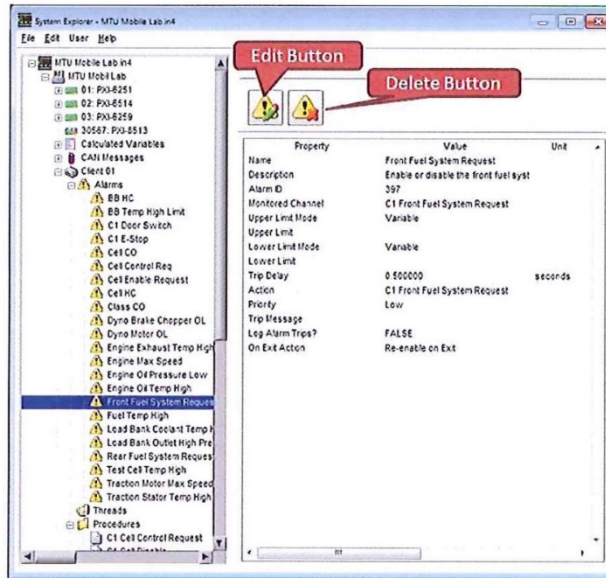 System Explorer - MTU Mobile Lab.in4
File Edit User Help
Edit Button
Delete Button
MTU Mobile Lab.in4
MTU Mobil Lab
01: PXI-6251
02: PXI-6514
03: PXI-6259
30567: PXI-8513
Calculated Variables
CAN Messages
Client 01
Alarms
BB HC
BB Temp High Limit
C1 Door Switch
C1 E-Stop
Cell CO
Cell Control Req
Cell Enable Request
Cell HC
Class CO
Dyno Brake Chopper OL
Dyno Motor OL
Engine Exhaust Temp High
Engine Max Speed
Engine Oil Pressure Low
Engine Oil Temp High
Front Fuel System Reques
Fuel Temp High
Load Bank Coolant Temp H
Load Bank Outlet High Pre
Rear Fuel System Reques
Test Cell Temp High
Traction Motor Max Speed
Traction Stator Temp High
Threads
Procedures
C1 Cell Control Request
C1 Cell Disable
Property Value Unit
Name Front Fuel System Request
Description Enable or disable the front fuel syst
Alarm ID 397
Monitored Channel C1 Front Fuel System Request
Upper Limit Mode Variable
Upper Limit
Lower Limit Mode Variable
Lower Limit
Trip Delay 0.500000 seconds
Action C1 Front Fuel System Request
Priority Low
Trip Message
Log Alarm Trips? FALSE
On Exit Action Re-enable on Exit